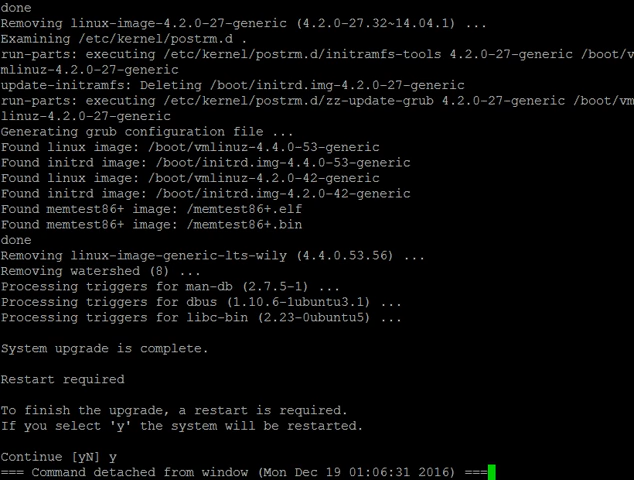 done
Removing linux-image-4.2.0-27-generic (4.2.0-27.32~14.04.1) ...
Examining /etc/kernel/postrm.d .
run-parts: executing /etc/kernel/postrm.d/initramfs-tools 4.2.0-27-generic /boot/v
mlinuz-4.2.0-27-generic
update-initramfs: Deleting /boot/initrd.img-4.2.0-27-generic
run-parts: executing /etc/kernel/postrm.d/zz-update-grub 4.2.0-27-generic /boot/vm
linuz-4.2.0-27-generic
Generating grub configuration file ...
Found linux image: /boot/vmlinuz-4.4.0-53-generic
Found initrd image: /boot/initrd.img-4.4.0-53-generic
Found linux image: /boot/vmlinuz-4.2.0-42-generic
Found initrd image: /boot/initrd.img-4.2.0-42-generic
Found memtest86+ image: /memtest86+.elf
Found memtest86+ image: /memtest86+.bin
done
Removing linux-image-generic-lts-wily (4.4.0.53.56) ...
Removing watershed (8) ...
Processing triggers for man-db (2.7.5-1) ...
Processing triggers for dbus (1.10.6-1ubuntu3.1) ...
Processing triggers for libc-bin (2.23-0ubuntu5) ...
System upgrade is complete.
Restart required
To finish the upgrade, a restart is required.
If you select 'y' the system will be restarted.
Continue [yN] y
=== Command detached from window (Mon Dec 19 01:06:31 2016) ===